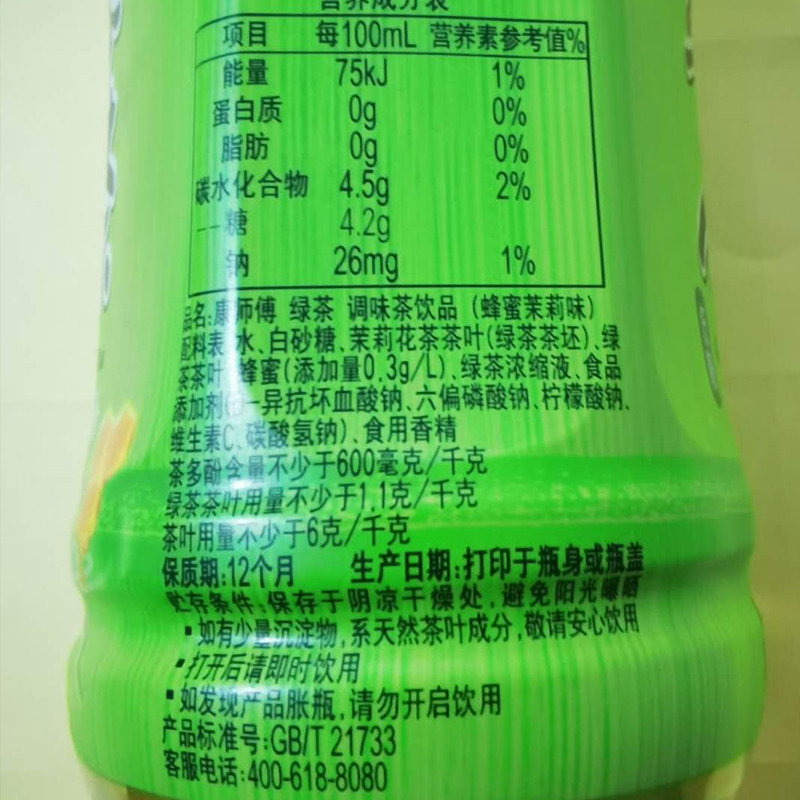 营养成分表
项目 每100mL 营养素参考值%
能量 75kJ 1%
蛋白质 0g 0%
脂肪 0g 0%
碳水化合物 4.5g 2%
--糖 4.2g
钠 26mg 1%
品名:康师傅 绿茶 调味茶饮品（蜂蜜茉莉味）
配料表 水、白砂糖、茉莉花茶茶叶(绿茶茶坯)、绿
茶茶叶 蜂蜜(添加量0.3g/L)、绿茶浓缩液、食品
添加剂( -异抗坏血酸钠、六偏磷酸钠、柠檬酸钠、
维生素C、碳酸氢钠)、食用香精
茶多酚含量不少于600毫克/千克
绿茶茶叶用量不少于1.1克/千克
茶叶用量不少于6克/千克
保质期:12个月 生产日期:打印于瓶身或瓶盖
贮存条件:保存于阴凉干燥处,避免阳光曝晒
▪如有少量沉淀物,系天然茶叶成分,敬请安心饮用
▪打开后请即时饮用
▪如发现产品胀瓶,请勿开启饮用
产品标准号:GB/T 21733
客服电话:400-618-8080